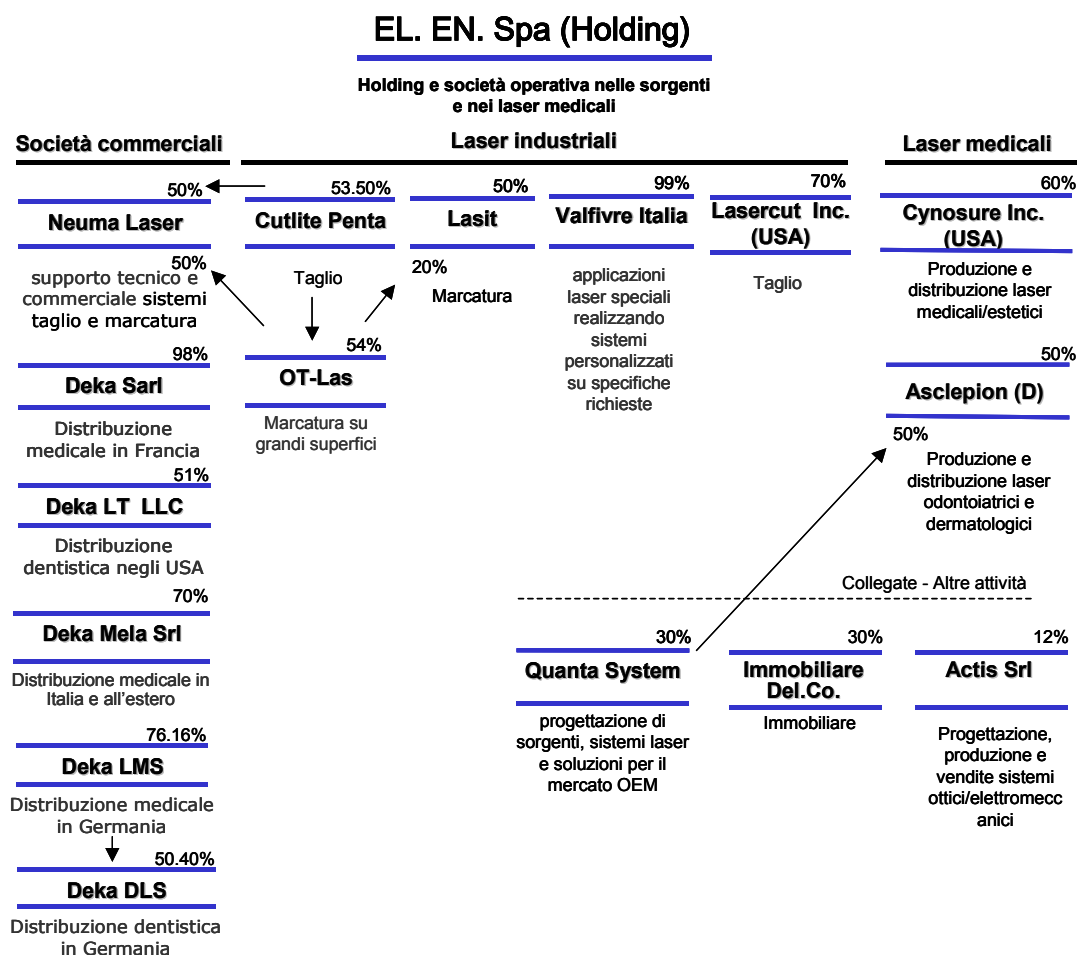 EL. EN. Spa (Holding)
Holding e società operativa nelle sorgenti
e nei laser medicali
Società commerciali
Laser industriali
Laser medicali
50%
Neuma Laser
50%
supporto tecnico e
commerciale sistemi
taglio e marcatura
98%
Deka Sarl
Distribuzione
medicale in Francia
51%
Deka LT LLC
Distribuzione
dentistica negli USA
70%
Deka Mela Srl
Distribuzione medicale in
Italia e all'estero
76.16%
Deka LMS
Distribuzione medicale
in Germania
50.40%
Deka DLS
Distribuzione dentistica
in Germania
53.50%
Cutlite Penta
Taglio
54%
OT-Las
Marcatura su
grandi superfici
50%
Lasit
20%
Marcatura
99%
Valfivre Italia
applicazioni
laser speciali
realizzando
sistemi
personalizzati
su specifiche
richieste
70%
Lasercut Inc.
(USA)
Taglio
60%
Cynosure Inc.
(USA)
Produzione e
distribuzione laser
medicali/estetici
50%
Asclepion (D)
50%
Produzione e
distribuzione laser
odontoiatrici e
dermatologici
Collegate - Altre attività
30%
Quanta System
progettazione di
sorgenti, sistemi laser
e soluzioni per il
mercato OEM
30%
Immobiliare
Del.Co.
Immobiliare
12%
Actis Srl
Progettazione,
produzione e
vendite sistemi
ottici/elettromecc
anici